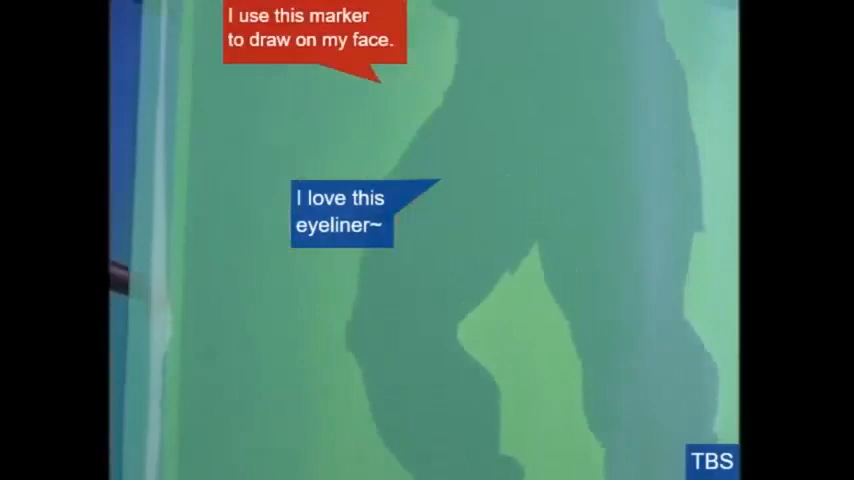 I use this marker
to draw on my face.
I love this
eyeliner~
TBS